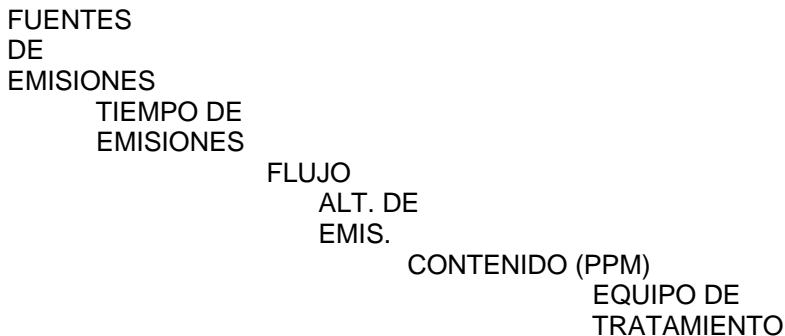 FUENTES
DE
EMISIONES
TIEMPO DE
EMISIONES
FLUJO
ALT. DE
EMIS.
CONTENIDO (PPM)
EQUIPO DE
TRATAMIENTO